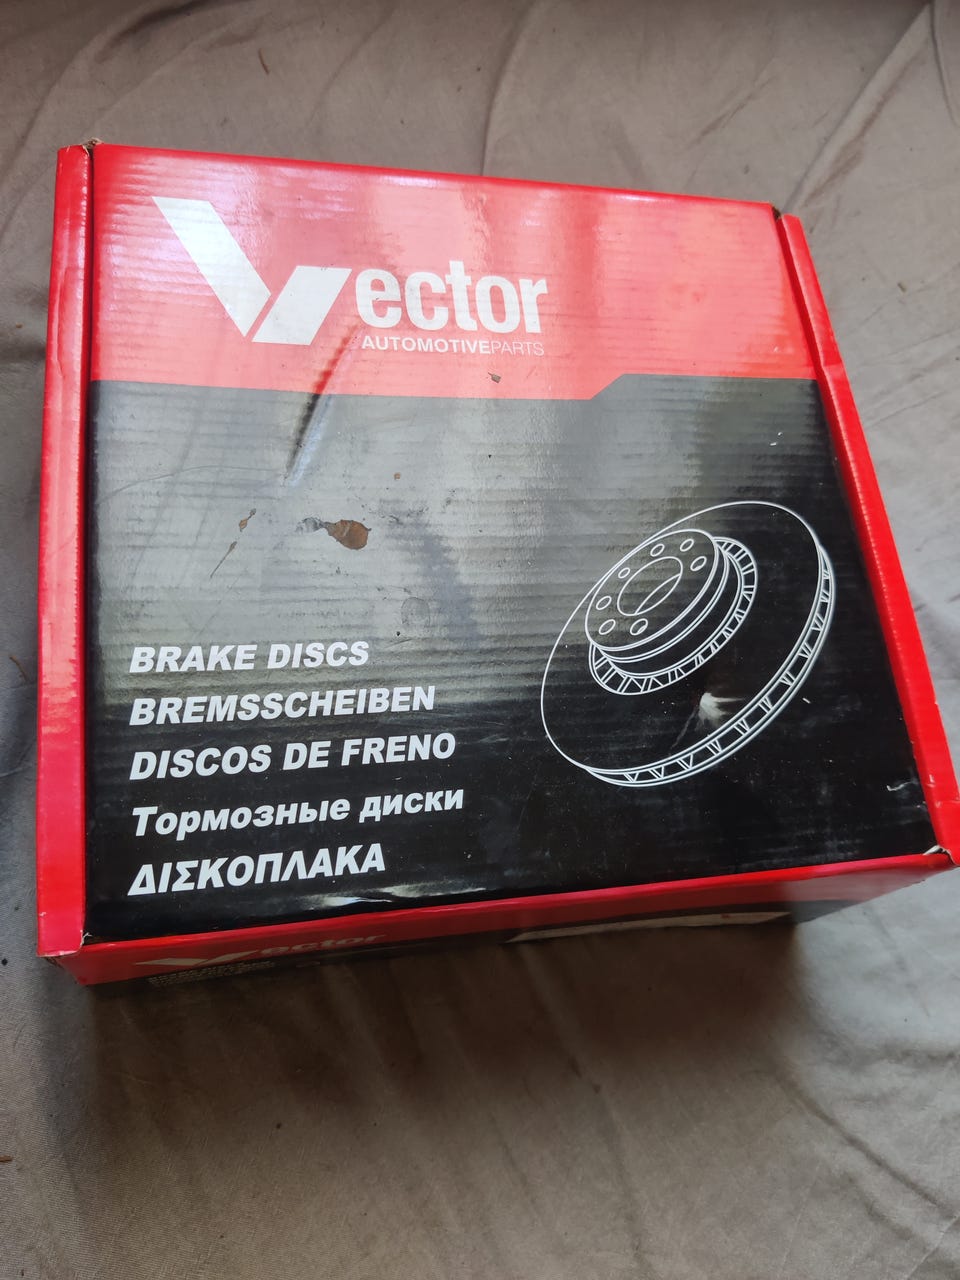 Vector
AUTOMOTIVEPARTS
BRAKE DISCS
BREMSSCHEIBEN
DISCOS DE FRENO
Тормозные диски
ΔΙΣΚΟΠΛΑΚΑ
Vector